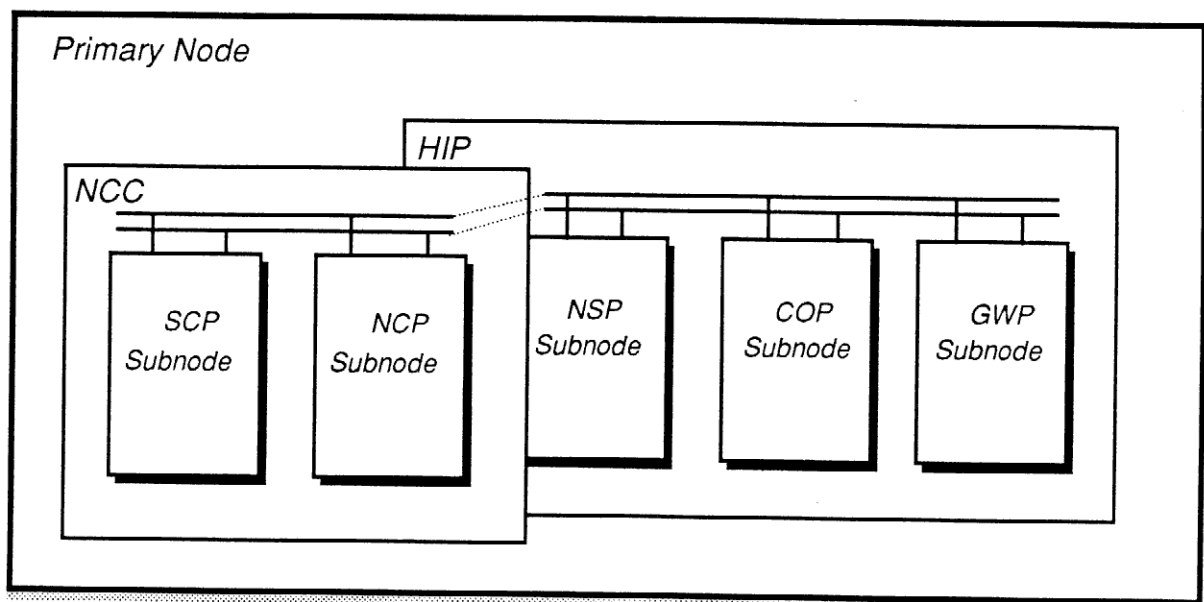 Primary Node
HIP
NCC
SCP
Subnode
NCP
Subnode
NSP
Subnode
COP
Subnode
GWP
Subnode